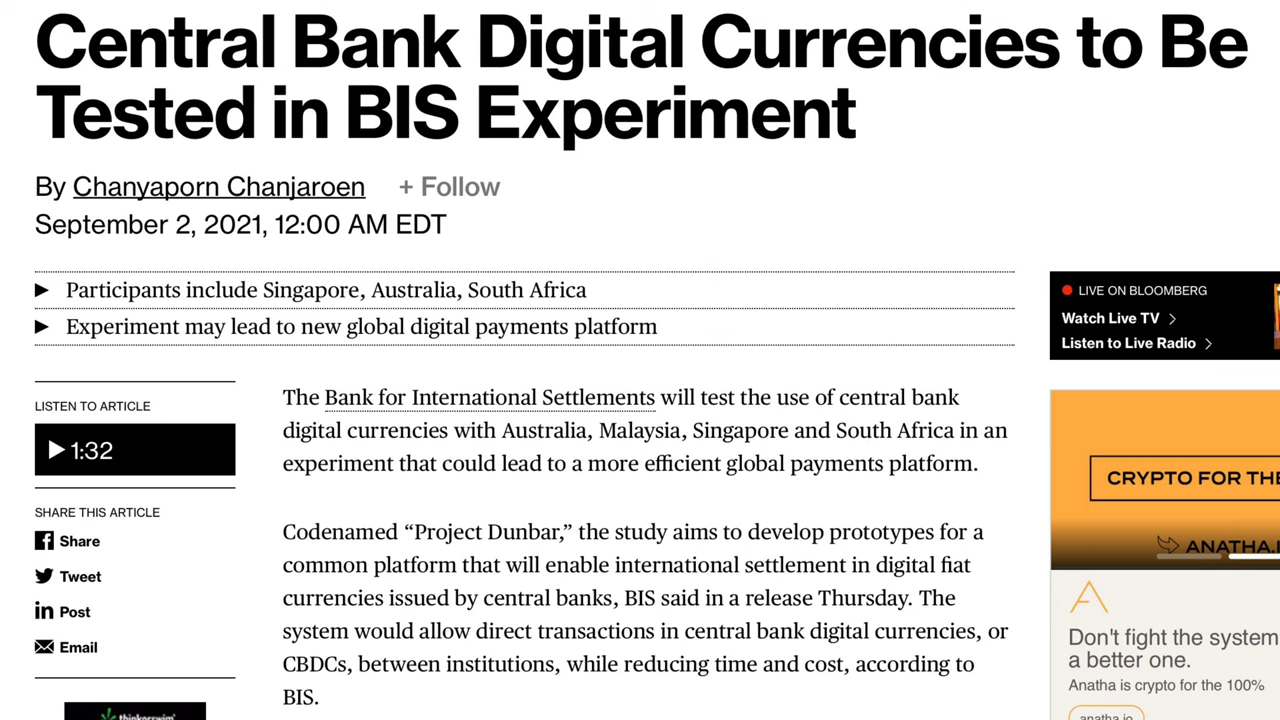 Central Bank Digital Currencies to Be
Tested in BIS Experiment
By Chanyaporn Chanjaroen + Follow
September 2, 2021, 12:00 AM EDT
Participants include Singapore, Australia, South Africa
Experiment may lead to new global digital payments platform
LISTEN TO ARTICLE
1:32
SHARE THIS ARTICLE
Share
Tweet
Post
Email
thinkorswim
The Bank for International Settlements will test the use of central bank
digital currencies with Australia, Malaysia, Singapore and South Africa in an
experiment that could lead to a more efficient global payments platform.
Codenamed “Project Dunbar,” the study aims to develop prototypes for a
common platform that will enable international settlement in digital fiat
currencies issued by central banks, BIS said in a release Thursday. The
system would allow direct transactions in central bank digital currencies, or
CBDCs, between institutions, while reducing time and cost, according to
BIS.
LIVE ON BLOOMBERG
Watch Live TV
Listen to Live Radio
CRYPTO FOR THE
ANATHA.
Don't fight the system
a better one.
Anatha is crypto for the 100%
anatha.io